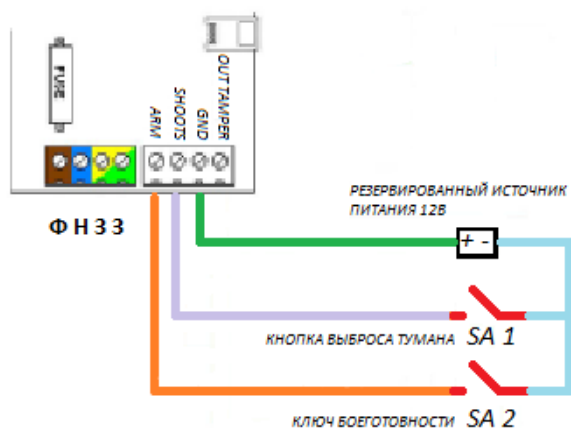 FUSE
ARM
SHOOTS
GND
OUT TAMPER
ФН33
РЕЗЕРВИРОВАННЫЙ ИСТОЧНИК
ПИТАНИЯ 12В
+ -
КНОПКА ВЫБРОСА ТУМАНА SA 1
КЛЮЧ БОЕГОТОВНОСТИ SA 2